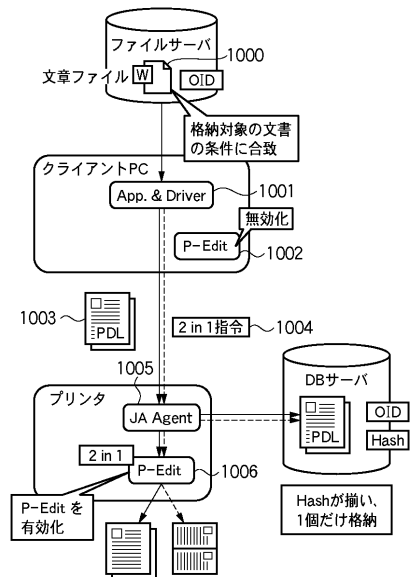 ファイルサーバ
1000
文章ファイル
W
OID
格納対象の文書
の条件に合致
クライアントPC
App. & Driver
1001
無効化
P-Edit
1002
1003
PDL
2 in 1指令
1004
1005
プリンタ
JA Agent
DBサーバ
PDL
OID
Hash
2 in 1
P-Edit
1006
P-Edit を
有効化
Hashが揃い、
1個だけ格納